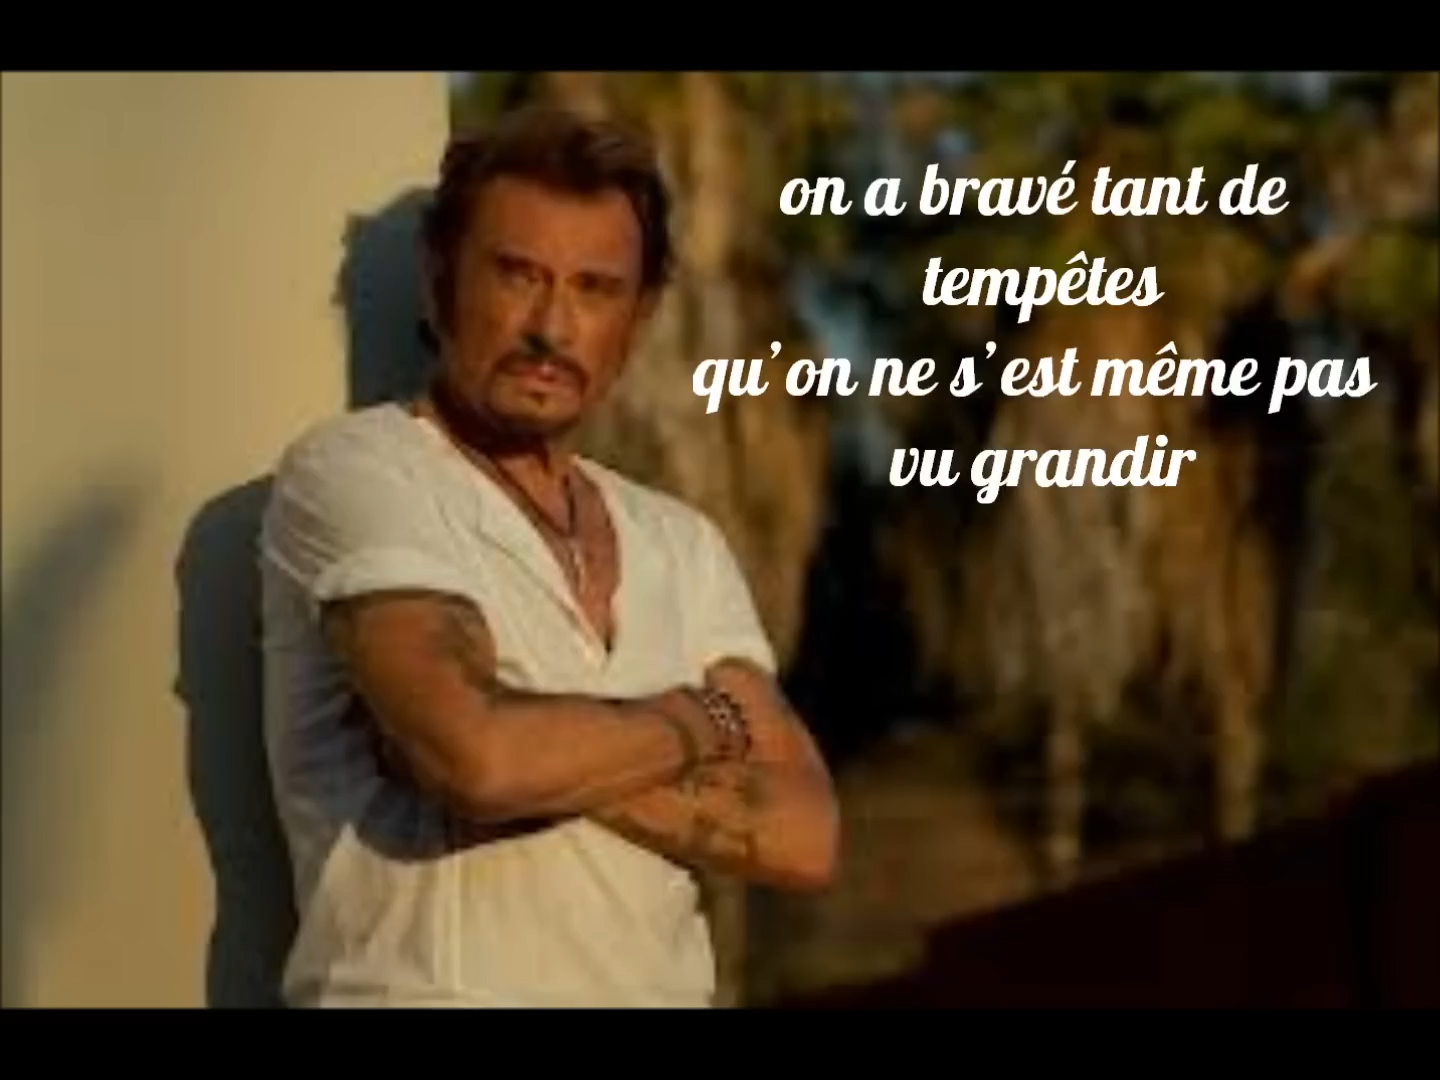 on a bravé tant de
tempêtes
qu'on ne s'est même pas
vu grandir